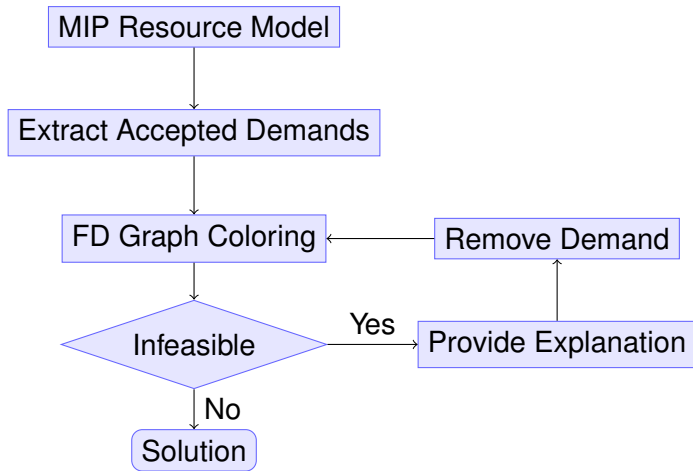 MIP Resource Model
Extract Accepted Demands
FD Graph Coloring
Remove Demand
Infeasible
Yes
Provide Explanation
No
Solution